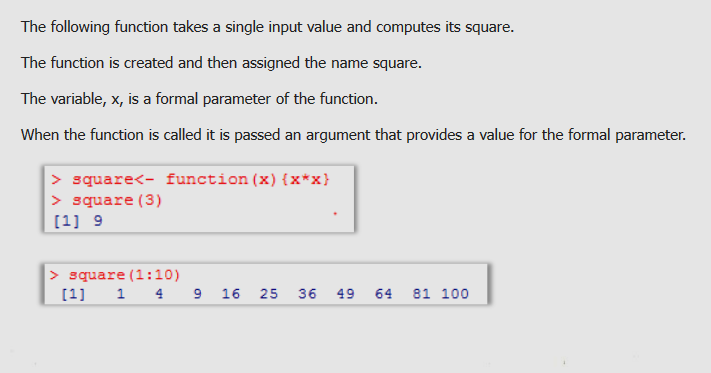 The following function takes a single input value and computes its square.
The function is created and then assigned the name square.
The variable, x, is a formal parameter of the function.
When the function is called it is passed an argument that provides a value for the formal parameter.
> square<- function(x){x*x}
> square(3)
[1] 9
> square(1:10)
[1] 1 4 9 16 25 36 49 64 81 100